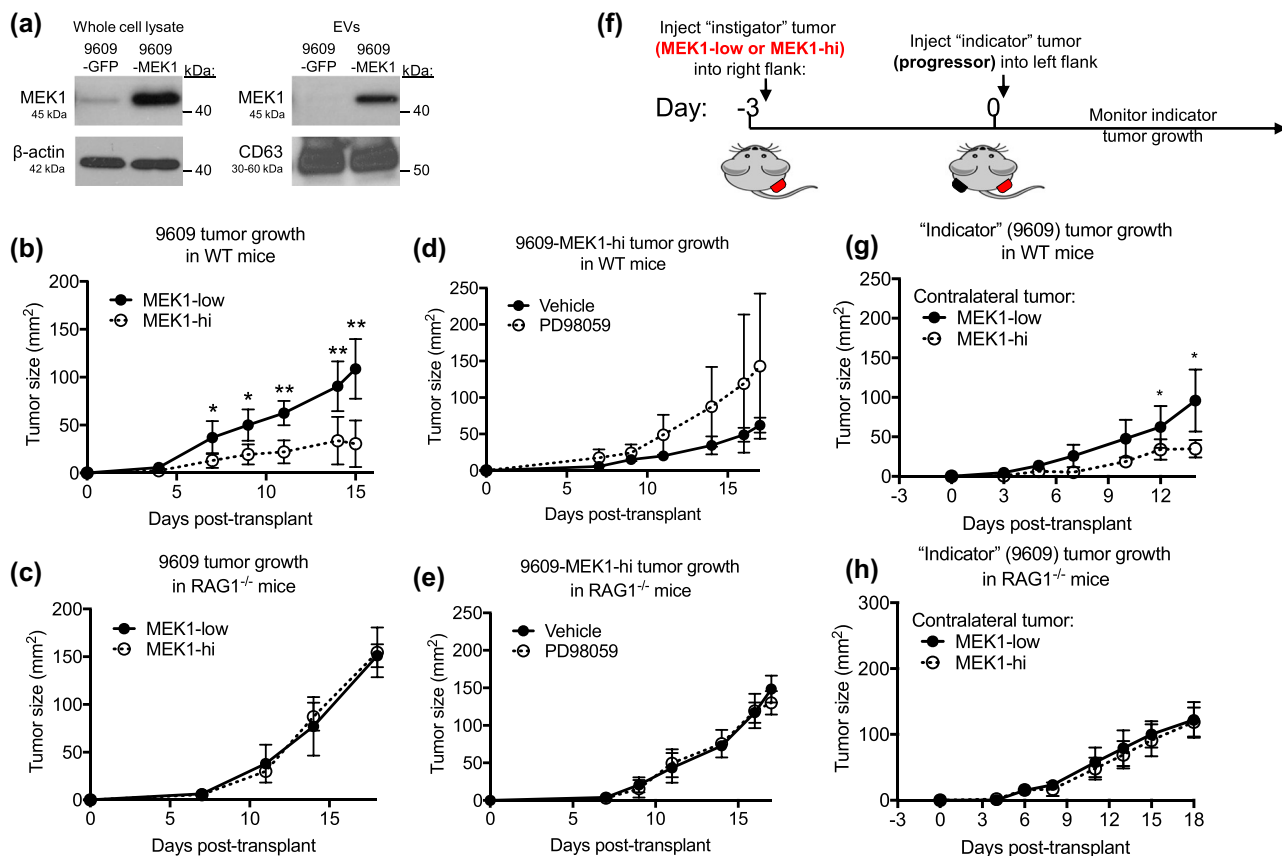 (a)
Whole cell lysate
9609 9609
-GFP -MEK1 kDa:
MEK1
45 kDa
40
β-actin
42 kDa
40
EVs
9609 9609
-GFP -MEK1 kDa:
MEK1
45 kDa
40
CD63
30-60 kDa
50
(f)
Inject “instigator” tumor
(MEK1-low or MEK1-hi)
into right flank:
Inject “indicator” tumor
(progressor) into left flank
Day: -3 0
Monitor indicator
tumor growth
(b)
9609 tumor growth
in WT mice
MEK1-low
MEK1-hi
* * ** ** **
Tumor size (mm²)
200
150
100
50
0
0 5 10 15
Days post-transplant
(d)
9609-MEK1-hi tumor growth
in WT mice
Vehicle
PD98059
Tumor size (mm²)
250
200
150
100
50
0
0 5 10 15
Days post-transplant
(g)
“Indicator” (9609) tumor growth
in WT mice
Contralateral tumor:
MEK1-low
MEK1-hi
* *
Tumor size (mm²)
250
200
150
100
50
0
-3 0 3 6 9 12
Days post-transplant
(c)
9609 tumor growth
in RAG1-/- mice
MEK1-low
MEK1-hi
Tumor size (mm²)
200
150
100
50
0
0 5 10 15
Days post-transplant
(e)
9609-MEK1-hi tumor growth
in RAG1-/- mice
Vehicle
PD98059
Tumor size (mm²)
250
200
150
100
50
0
0 5 10 15
Days post-transplant
(h)
“Indicator” (9609) tumor growth
in RAG1-/- mice
Contralateral tumor:
MEK1-low
MEK1-hi
Tumor size (mm²)
300
200
100
0
-3 0 3 6 9 12 15 18
Days post-transplant